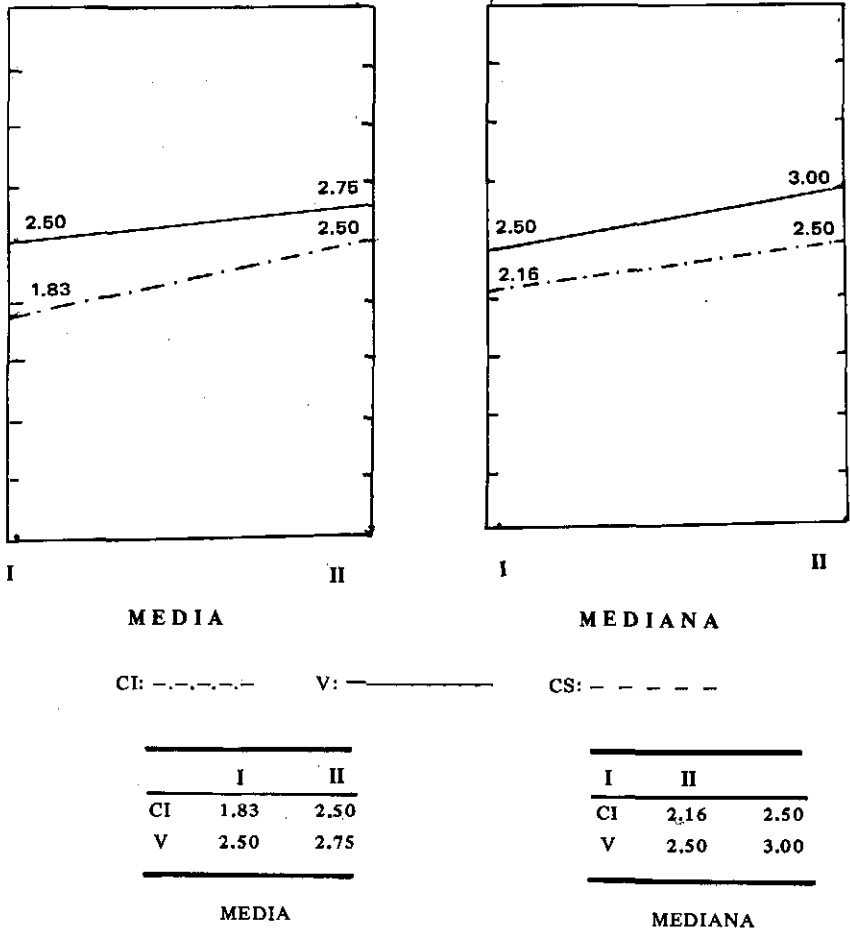 2.50 2.75
2.50
1.83
I II
MEDIA
3.00
2.50 2.50
2.16
I II
MEDIANA
CI: -.-.-.-.- V: ——— CS: - - - - -
I II
CI 1.83 2.50
V 2.50 2.75
MEDIA
I II
CI 2.16 2.50
V 2.50 3.00
MEDIANA